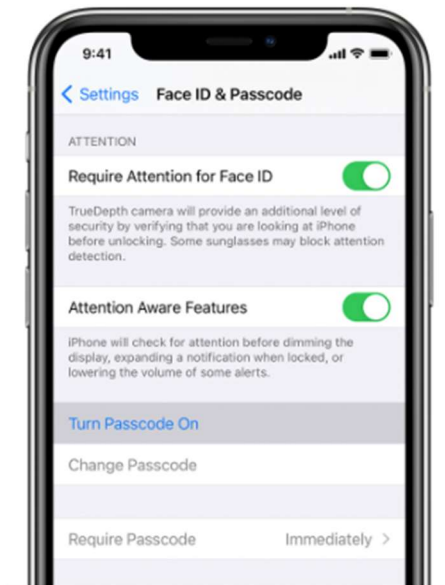 9:41
Settings Face ID & Passcode
ATTENTION
Require Attention for Face ID
TrueDepth camera will provide an additional level of
security by verifying that you are looking at iPhone
before unlocking. Some sunglasses may block attention
detection.
Attention Aware Features
iPhone will check for attention before dimming the
display, expanding a notification when locked, or
lowering the volume of some alerts.
Turn Passcode On
Change Passcode
Require Passcode Immediately